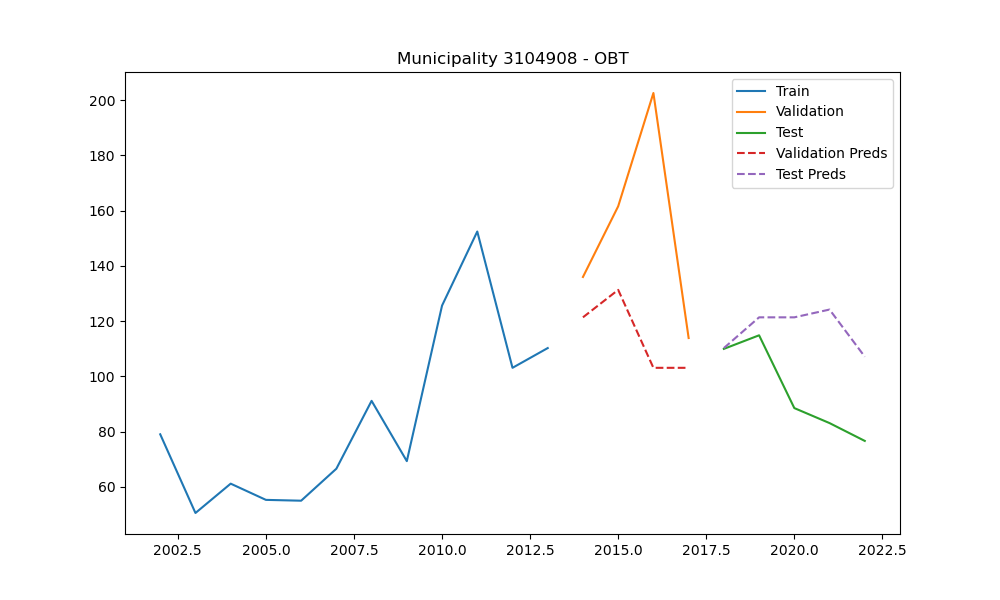 Municipality 3104908 - OBT
Train
Validation
Test
Validation Preds
Test Preds
200
180
160
140
120
100
80
60
2002.5 2005.0 2007.5 2010.0 2012.5 2015.0 2017.5 2020.0 2022.5